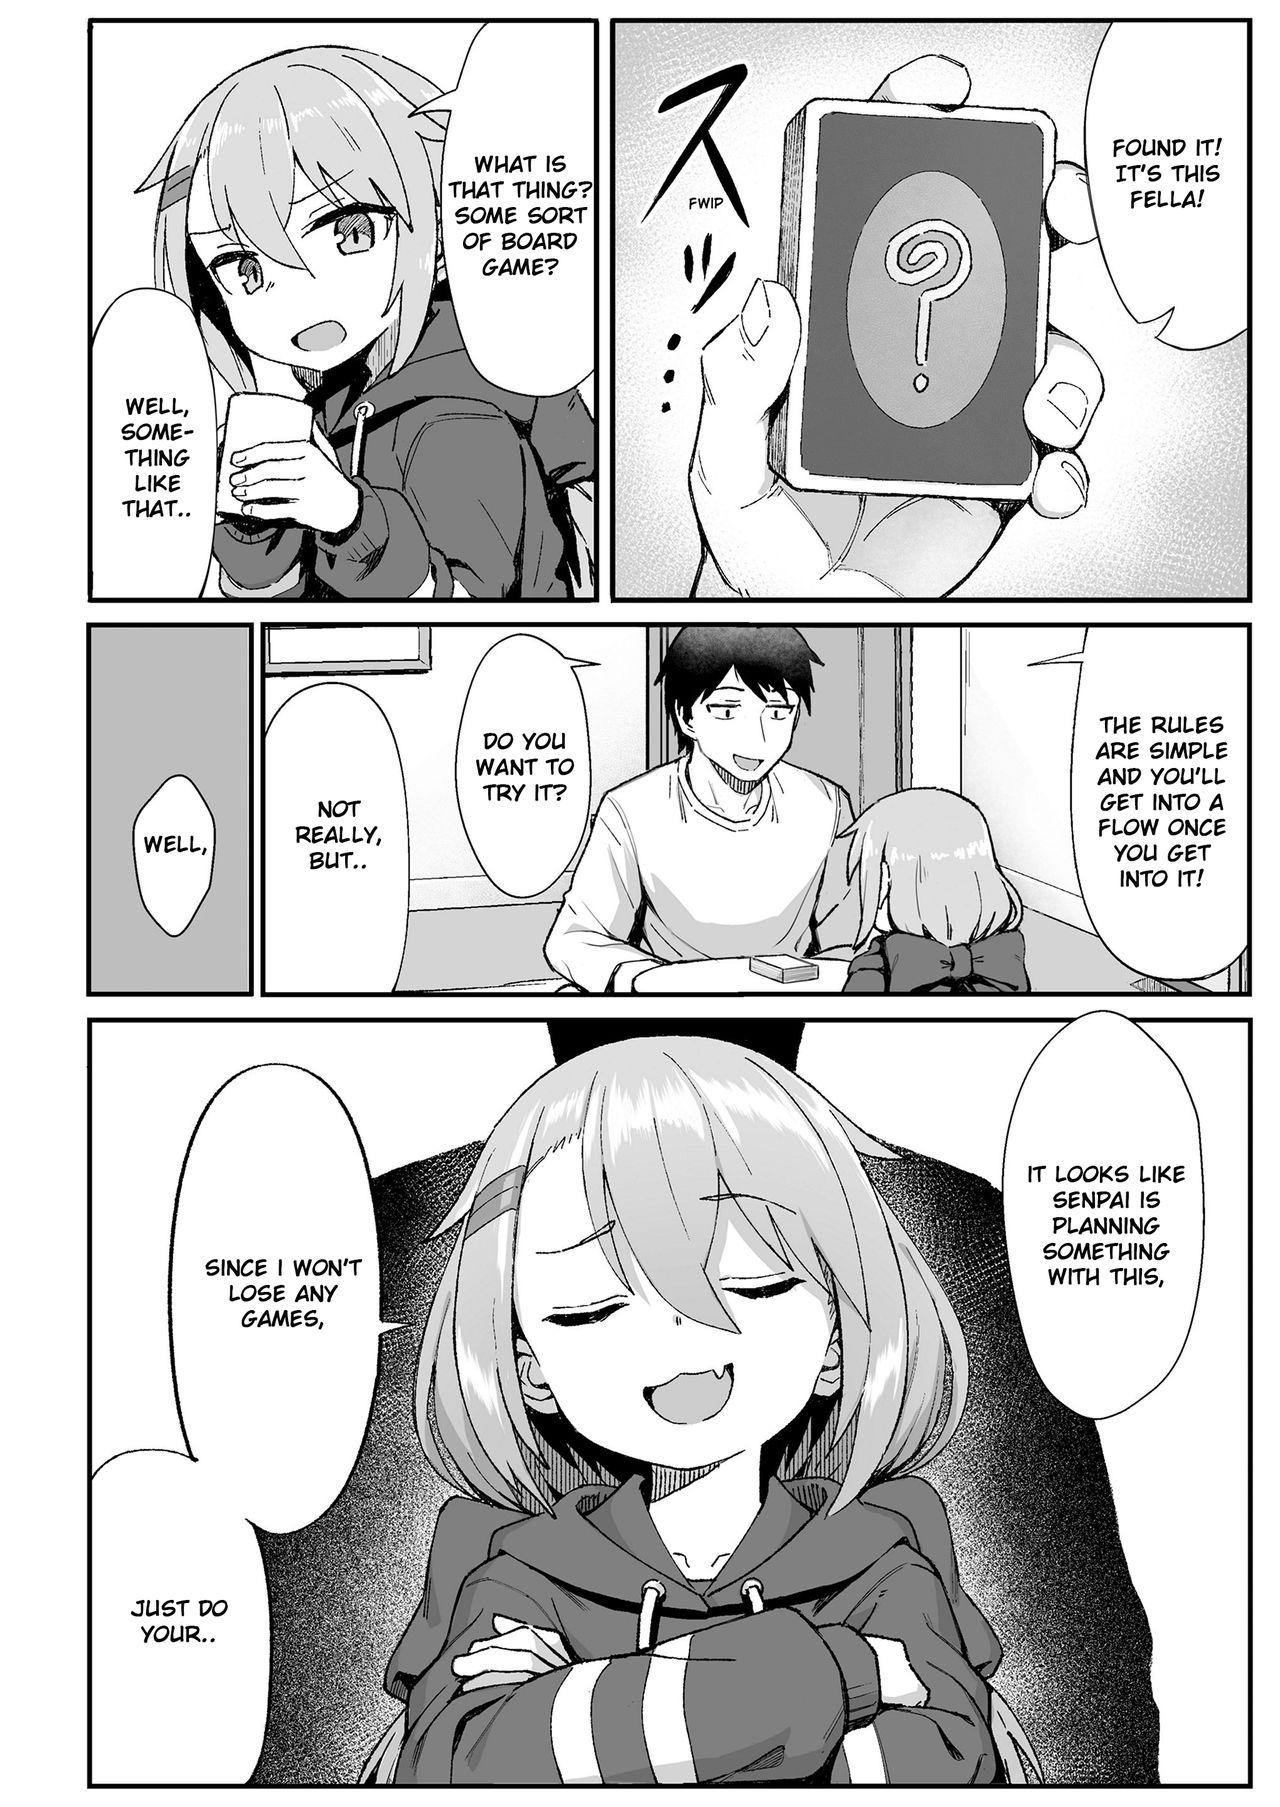 FOUND IT!
IT'S THIS
FELLA!
スッ...
FWIP
?
WHAT IS
THAT THING?
SOME SORT
OF BOARD
GAME?
WELL,
SOME-
THING
LIKE
THAT..
THE RULES
ARE SIMPLE
AND YOU'LL
GET INTO A
FLOW ONCE
YOU GET
INTO IT!
DO YOU
WANT TO
TRY IT?
NOT
REALLY,
BUT..
WELL,
IT LOOKS LIKE
SENPAI IS
PLANNING
SOMETHING
WITH THIS,
SINCE I WON'T
LOSE ANY
GAMES,
JUST DO
YOUR..